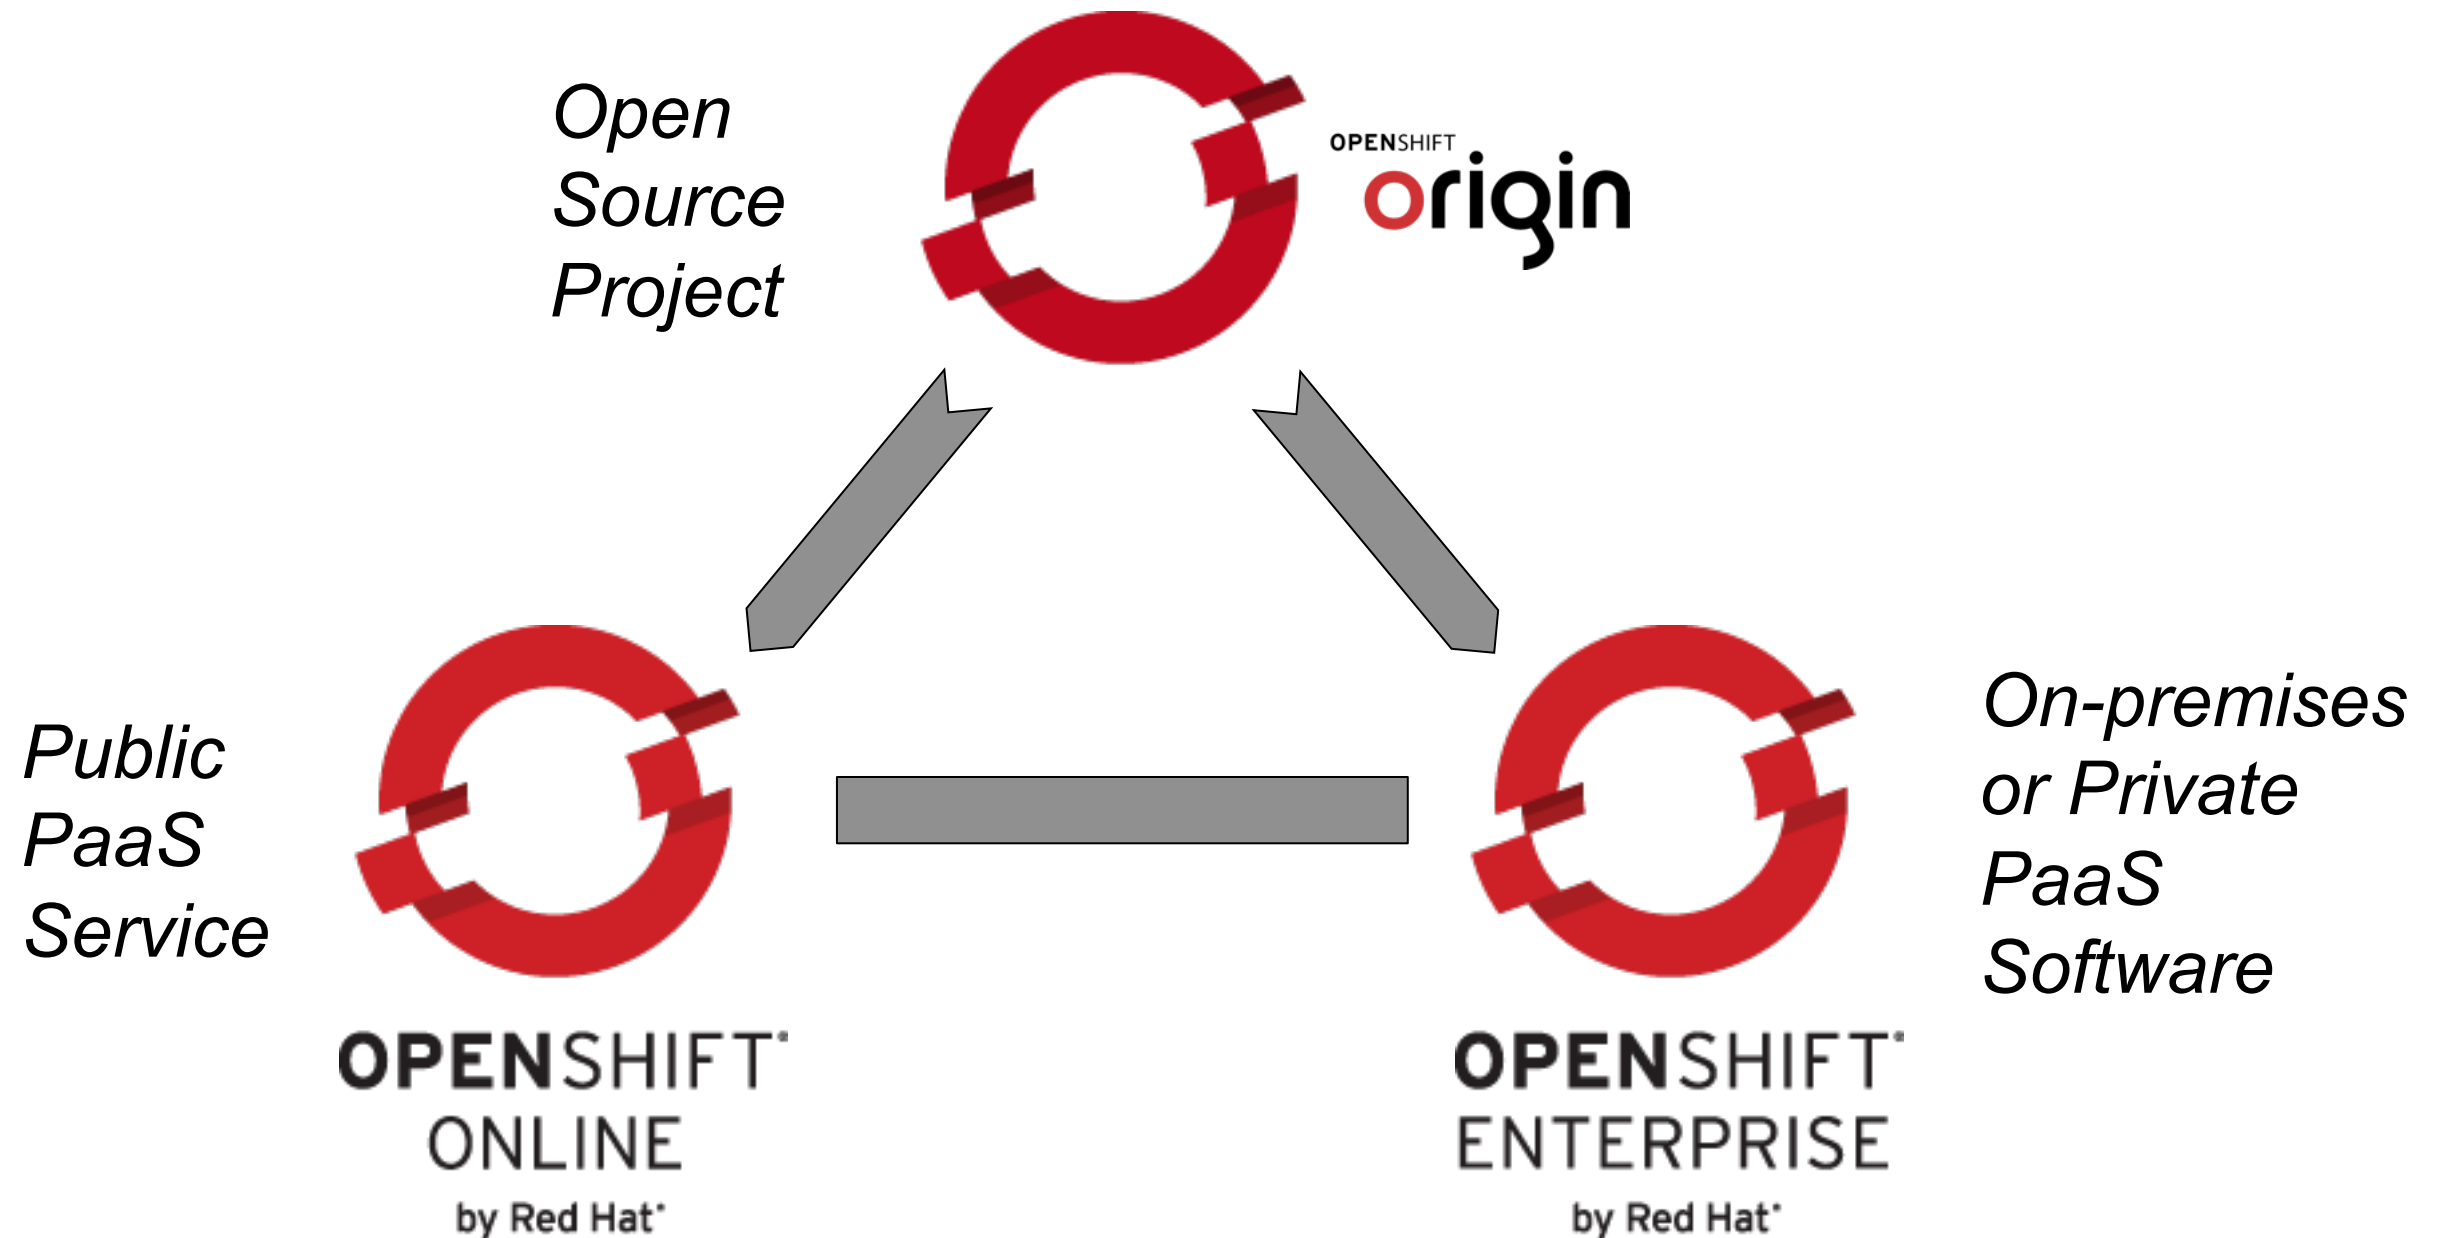 Open
Source
Project
OPENSHIFT
origin
Public
PaaS
Service
OPENSHIFT
ONLINE
by Red Hat
On-premises
or Private
PaaS
Software
OPENSHIFT
ENTERPRISE
by Red Hat